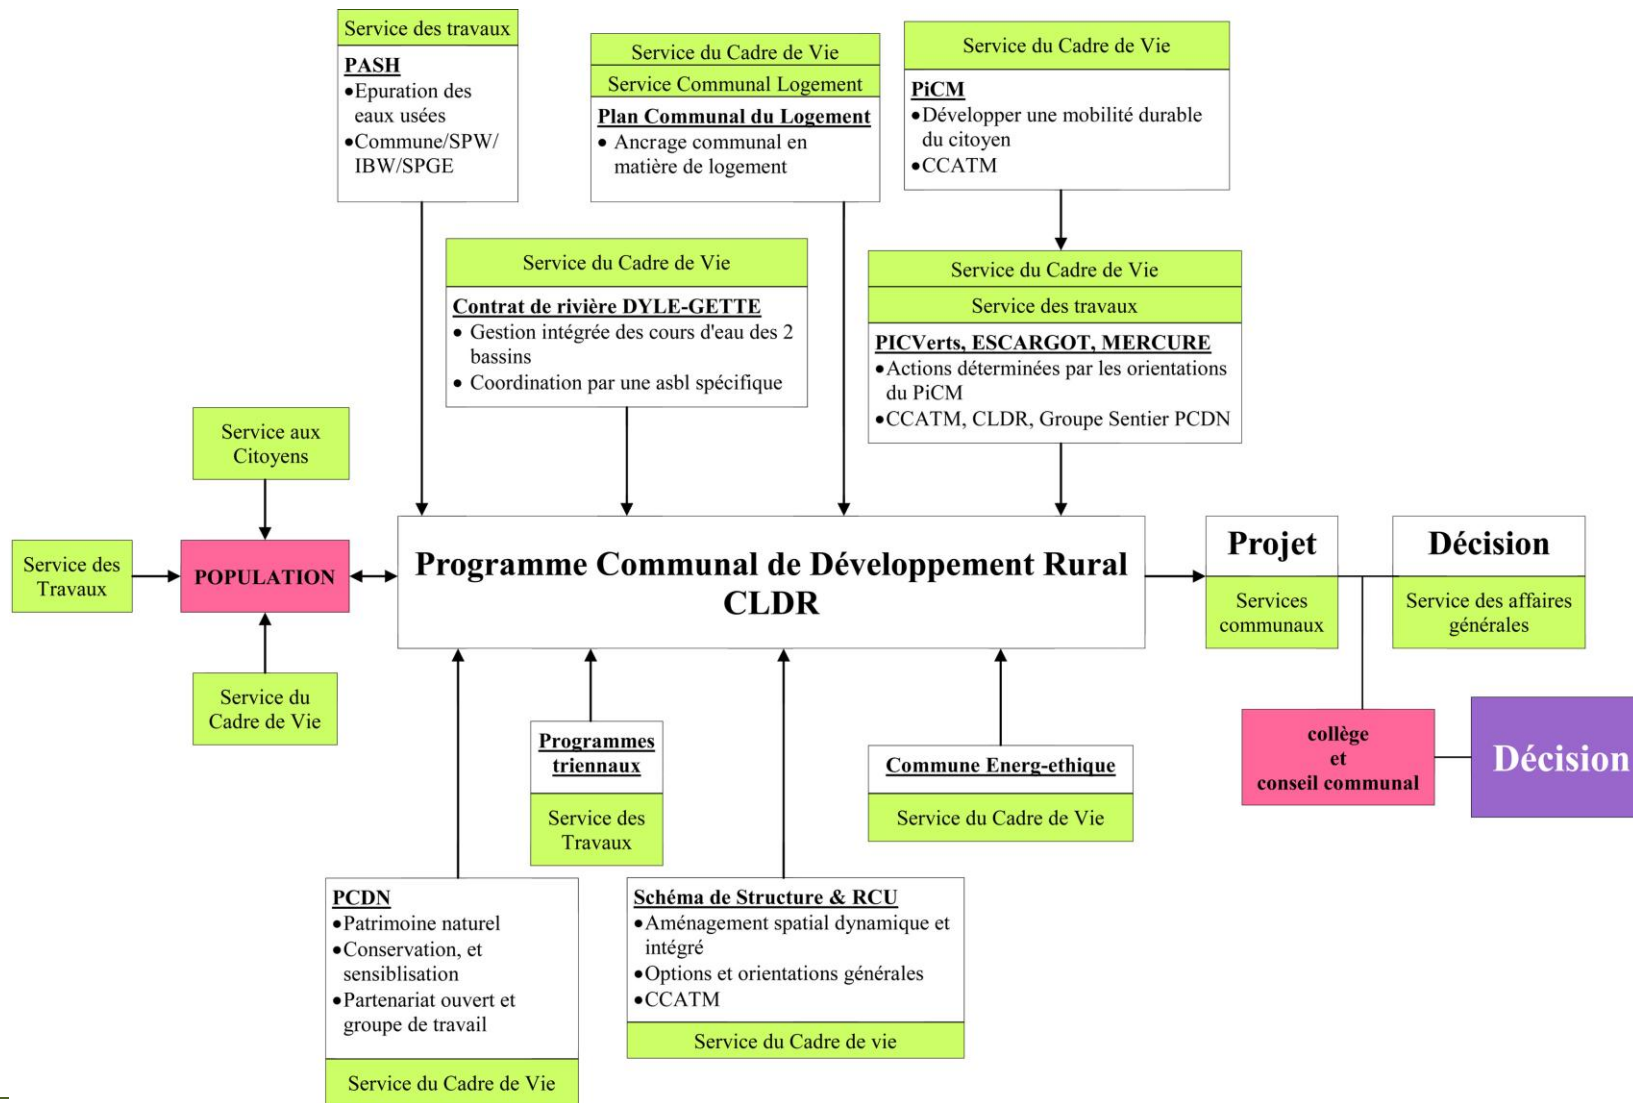 Service des travaux
PASH
•Epuration des
eaux usées
•Commune/SPW/
IBW/SPGE
Service du Cadre de Vie
Service Communal Logement
Plan Communal du Logement
• Ancrage communal en
matière de logement
Service du Cadre de Vie
PiCM
•Développer une mobilité durable
du citoyen
•CCATM
Service du Cadre de Vie
Contrat de rivière DYLE-GETTE
• Gestion intégrée des cours d'eau des 2
bassins
• Coordination par une asbl spécifique
Service du Cadre de Vie
Service des travaux
PICVerts, ESCARGOT, MERCURE
•Actions déterminées par les orientations
du PiCM
•CCATM, CLDR, Groupe Sentier PCDN
Service aux
Citoyens
Service des
Travaux
POPULATION
Service du
Cadre de Vie
Programme Communal de Développement Rural
CLDR
Projet
Services
communaux
Décision
Service des affaires
générales
collège
et
conseil communal
Décision
Programmes
triennaux
Service des
Travaux
Commune Energ-ethique
Service du Cadre de Vie
PCDN
•Patrimoine naturel
•Conservation, et
sensiblisation
•Partenariat ouvert et
groupe de travail
Service du Cadre de Vie
Schéma de Structure & RCU
•Aménagement spatial dynamique et
intégré
•Options et orientations générales
•CCATM
Service du Cadre de vie